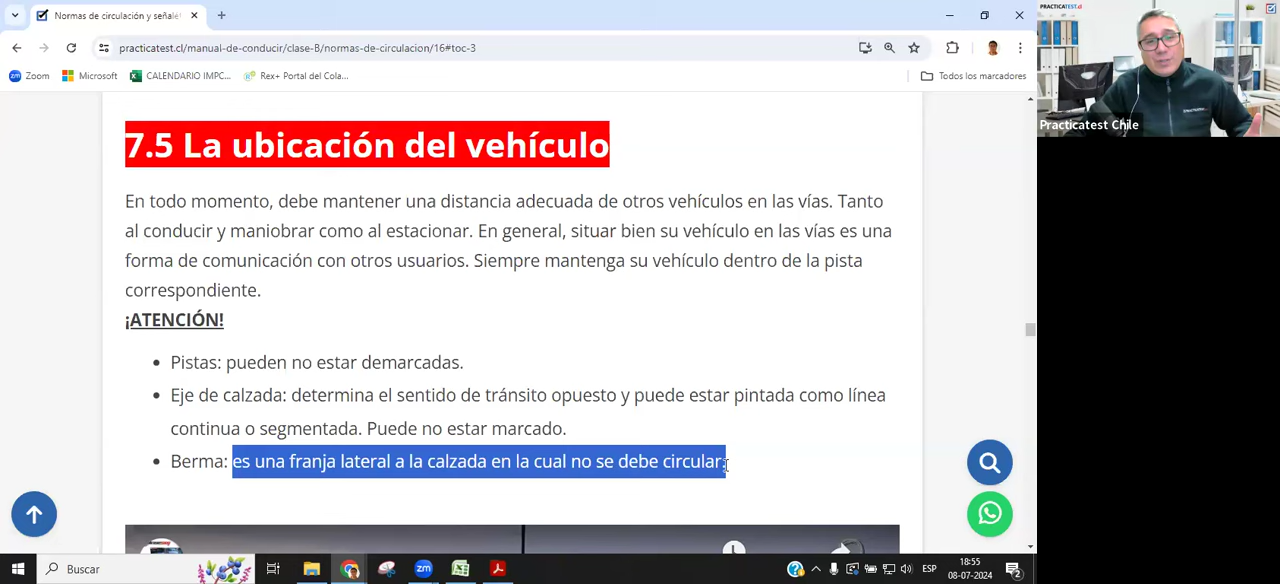 Normas de circulación y señalét
practicatest.cl/manual-de-conducir/clase-B/normas-de-circulacion/16#toc-3
Zoom
Microsoft
CALENDARIO IMPC...
Rex+ Portal del Cola...
Todos los marcadores
PRACTICATEST.cl
Practicatest Chile
7.5 La ubicación del vehículo
En todo momento, debe mantener una distancia adecuada de otros vehículos en las vías. Tanto
al conducir y maniobrar como al estacionar. En general, situar bien su vehículo en las vías es una
forma de comunicación con otros usuarios. Siempre mantenga su vehículo dentro de la pista
correspondiente.
¡ATENCIÓN!
• Pistas: pueden no estar demarcadas.
• Eje de calzada: determina el sentido de tránsito opuesto y puede estar pintada como línea
continua o segmentada. Puede no estar marcado.
• Berma: es una franja lateral a la calzada en la cual no se debe circular.
Buscar
ESP
18:55
08-07-2024
2